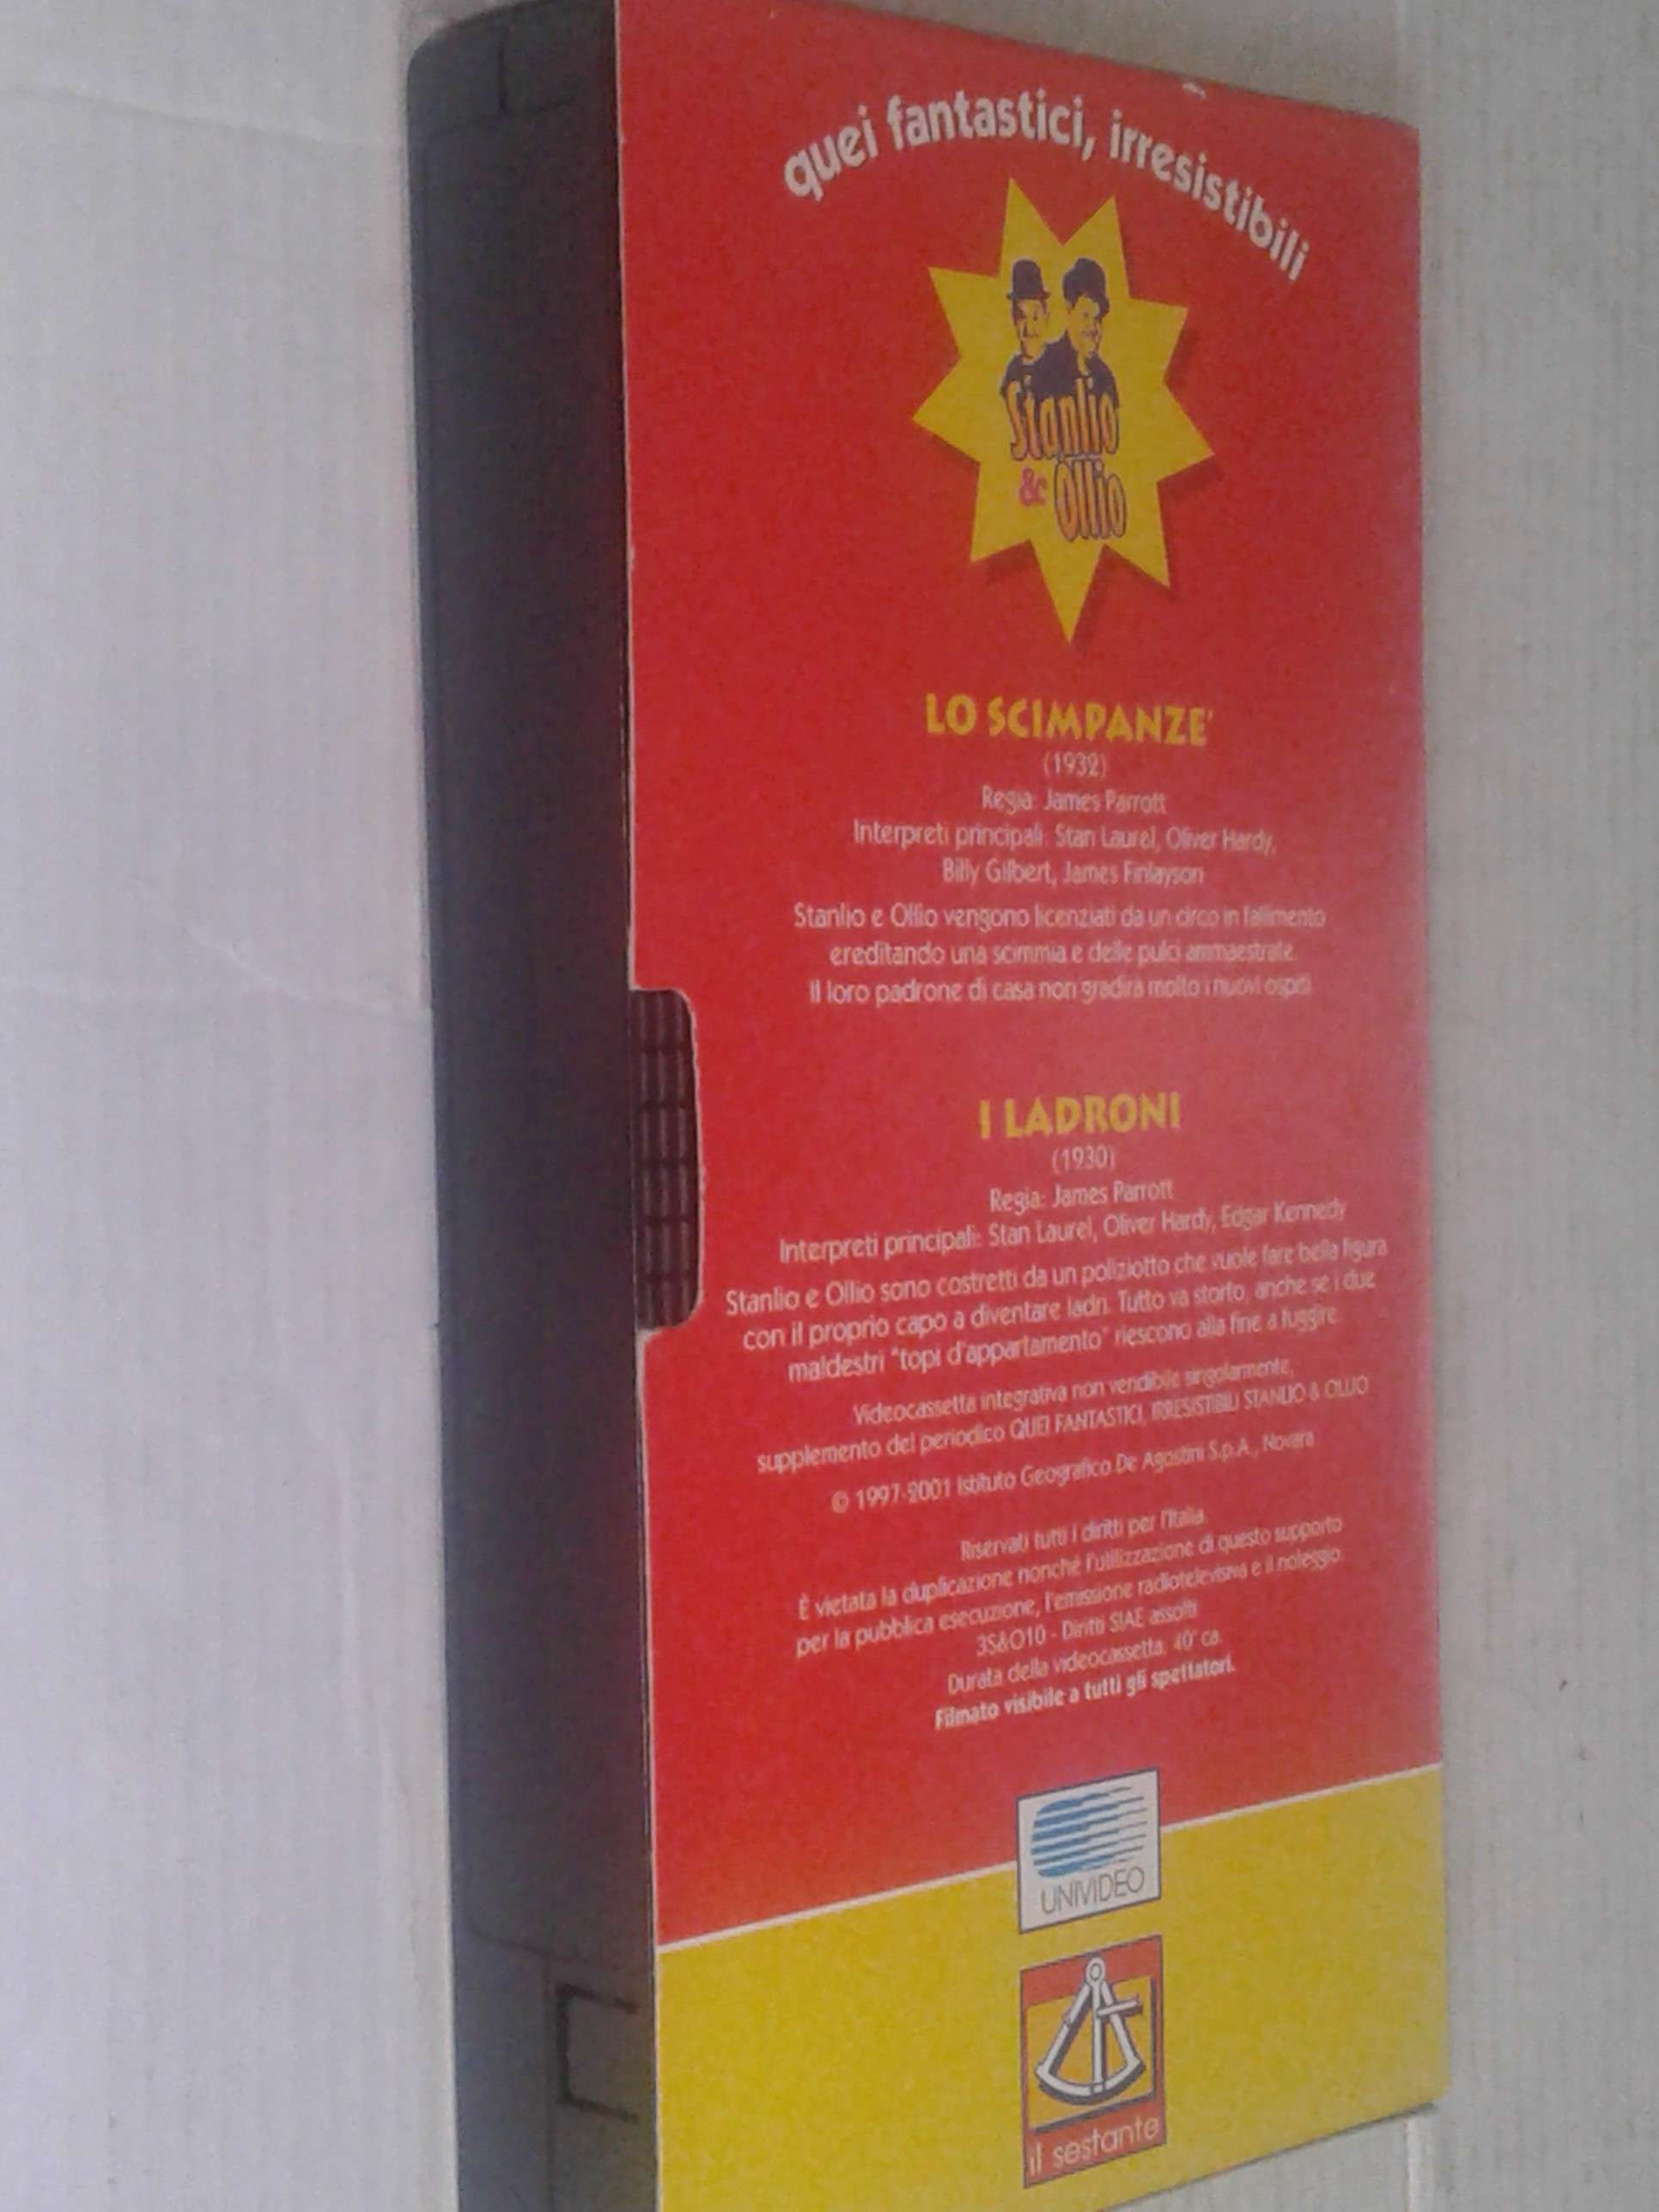 quei fantastici, irresistibili
Stanlio
& Ollio
LO SCIMPANZE'
(1932)
Regia: James Parrott
Interpreti principali: Stan Laurel, Oliver Hardy,
Billy Gilbert, James Finlayson
Stanlio e Ollio vengono licenziati da un circo in fallimento
ereditando una scimmia e delle pulci ammaestrate.
Il loro padrone di casa non gradirà molto i nuovi ospiti.
I LADRONI
(1930)
Regia: James Parrott
Interpreti principali: Stan Laurel, Oliver Hardy, Edgar Kennedy
Stanlio e Ollio sono costretti da un poliziotto che vuole fare bella figura
con il proprio capo a diventare ladri. Tutto va storto, anche se i due
maldestri "topi d'appartamento" riescono alla fine a fuggire.
Videocassetta integrativa non vendibile singolarmente,
supplemento del periodico QUEI FANTASTICI, IRRESISTIBILI STANLIO & OLLIO
© 1997-2001 Istituto Geografico De Agostini S.p.A., Novara
Riservati tutti i diritti per l'Italia.
È vietata la duplicazione nonché l'utilizzazione di questo supporto
per la pubblica esecuzione, l'emissione radiotelevisiva e il noleggio.
3S&O10 - Diritti SIAE assolti
Durata della videocassetta: 40' ca.
Filmato visibile a tutti gli spettatori.
UNIVIDEO
il sestante